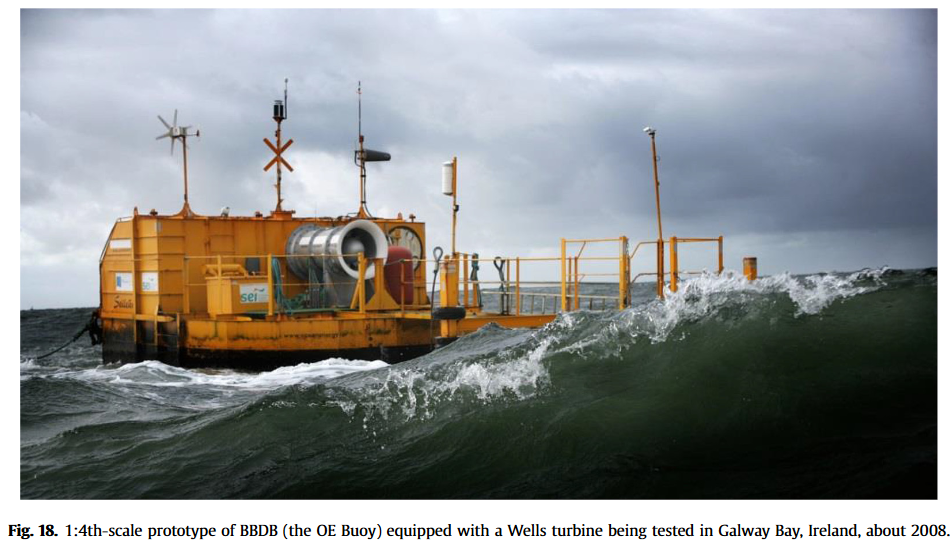 sei
sei
Fig. 18. 1:4th-scale prototype of BBDB (the OE Buoy) equipped with a Wells turbine being tested in Galway Bay, Ireland, about 2008.